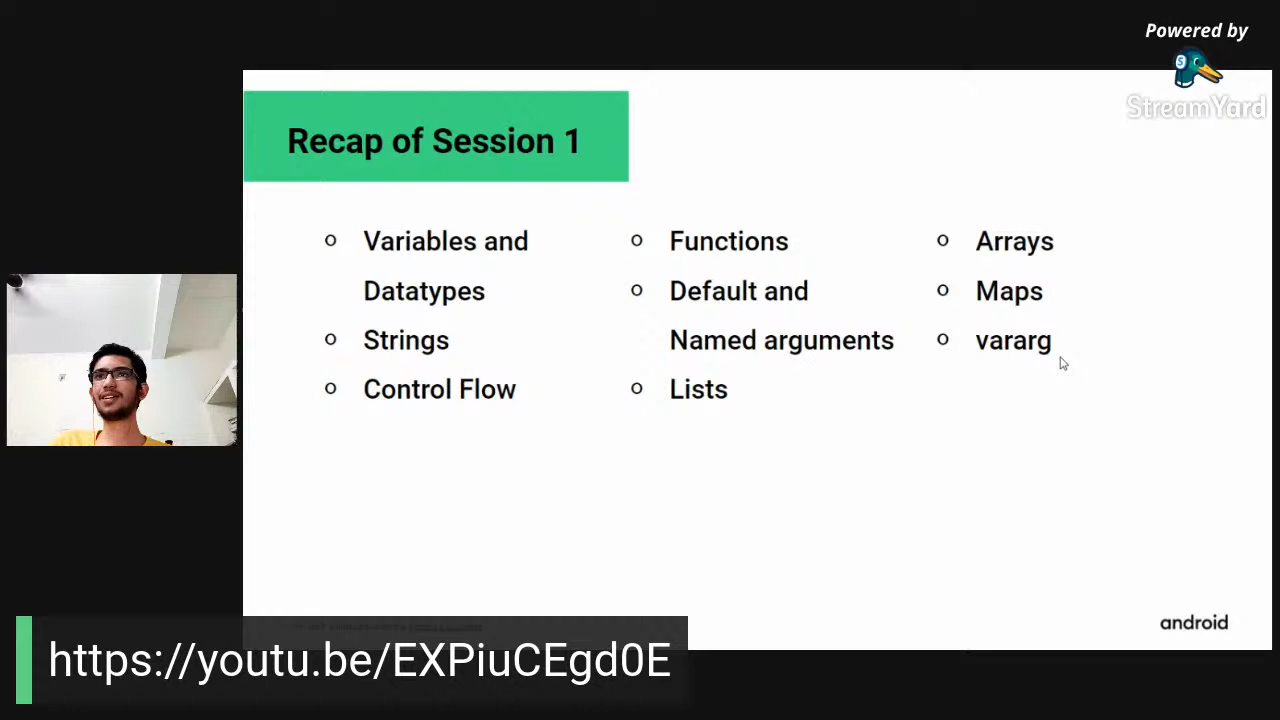 Powered by
StreamYard
Recap of Session 1
Variables and
Datatypes
Strings
Control Flow
Functions
Default and
Named arguments
Lists
Arrays
Maps
vararg
android
https://youtu.be/EXPiuCEgd0E